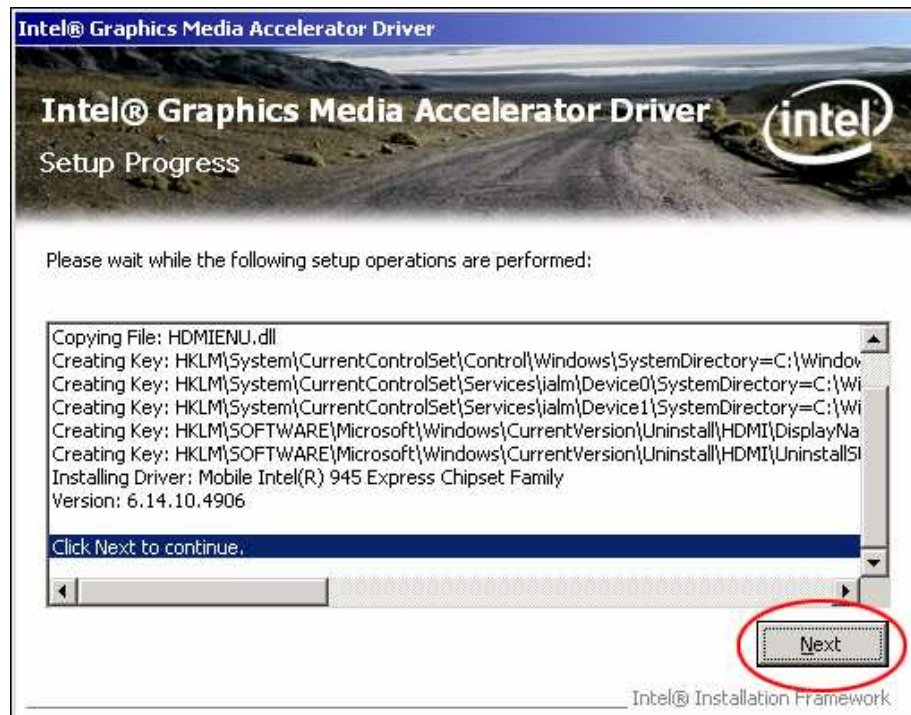 Intel® Graphics Media Accelerator Driver
Intel® Graphics Media Accelerator Driver
intel
Setup Progress
Please wait while the following setup operations are performed:
Copying File: HDMIENU.dll
Creating Key: HKLM\System\CurrentControlSet\Control\Windows\SystemDirectory=C:\Window
Creating Key: HKLM\System\CurrentControlSet\Services\ialm\Device0\SystemDirectory=C:\Wi
Creating Key: HKLM\System\CurrentControlSet\Services\ialm\Device1\SystemDirectory=C:\Wi
Creating Key: HKLM\SOFTWARE\Microsoft\Windows\CurrentVersion\Uninstall\HDMI\DisplayNa
Creating Key: HKLM\SOFTWARE\Microsoft\Windows\CurrentVersion\Uninstall\HDMI\UninstallS
Installing Driver: Mobile Intel(R) 945 Express Chipset Family
Version: 6.14.10.4906
Click Next to continue.
Next
Intel® Installation Framework